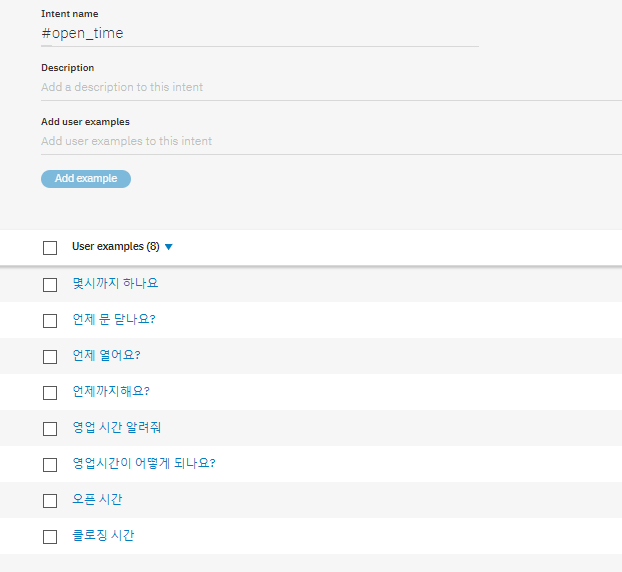 Intent name
#open_time
Description
Add a description to this intent
Add user examples
Add user examples to this intent
Add example
User examples (8)
몇시까지 하나요
언제 문 닫나요?
언제 열어요?
언제까지해요?
영업 시간 알려줘
영업시간이 어떻게 되나요?
오픈 시간
클로징 시간